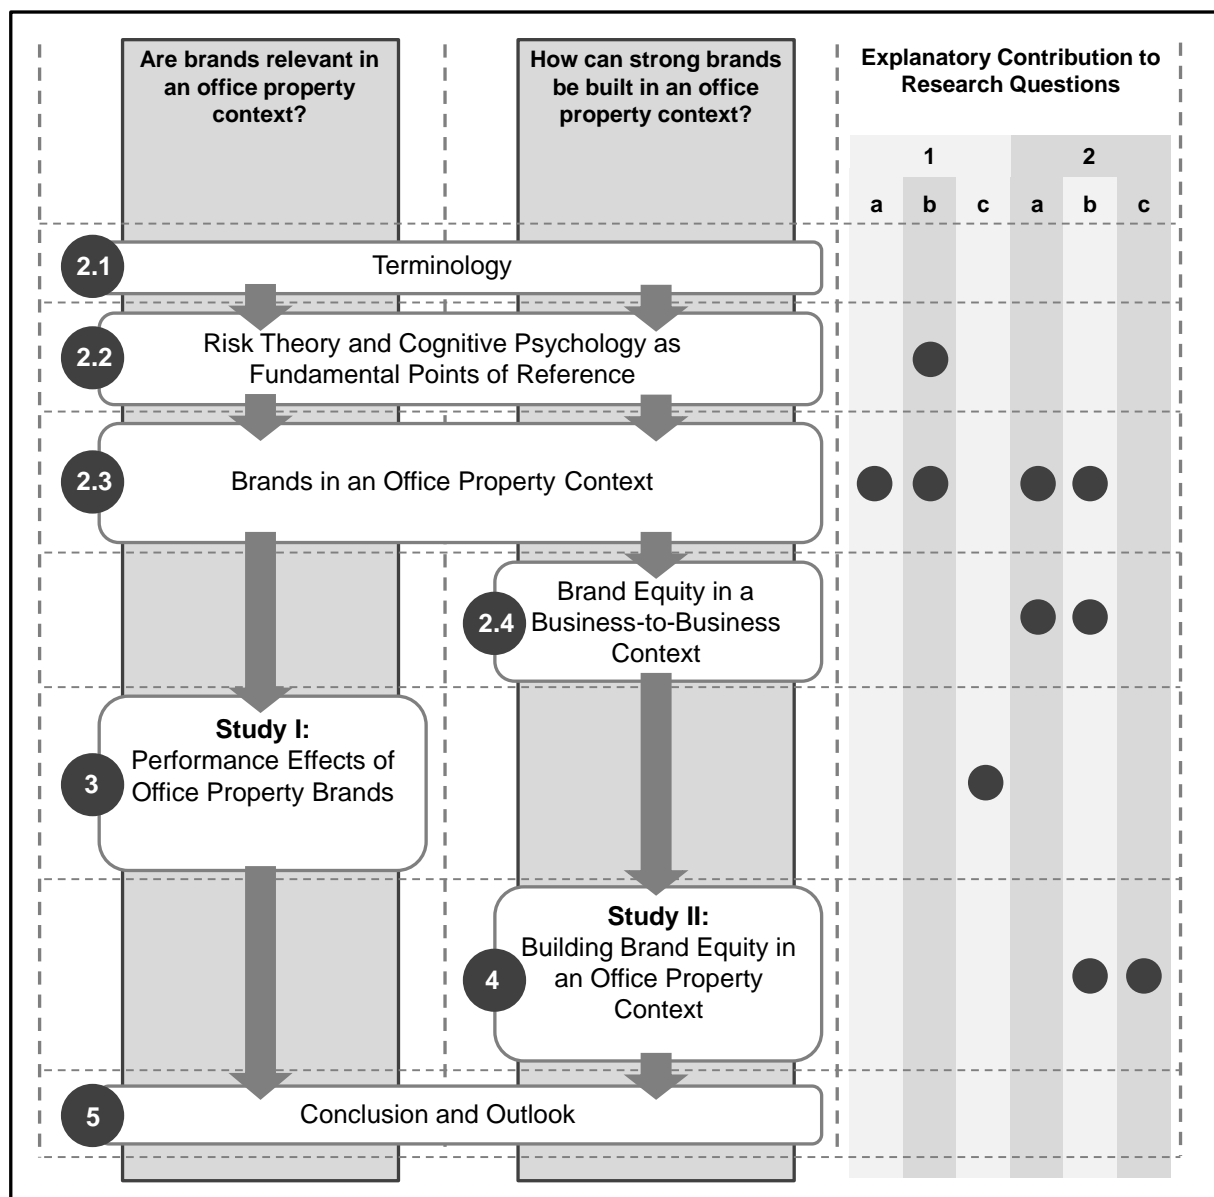 Are brands relevant in
an office property
context?
How can strong brands
be built in an office
property context?
Explanatory Contribution to
Research Questions
1
2
a
b
c
a
b
c
2.1
Terminology
2.2
Risk Theory and Cognitive Psychology as
Fundamental Points of Reference
2.3
Brands in an Office Property Context
2.4
Brand Equity in a
Business-to-Business
Context
3
Study I:
Performance Effects of
Office Property Brands
4
Study II:
Building Brand Equity in
an Office Property
Context
5
Conclusion and Outlook